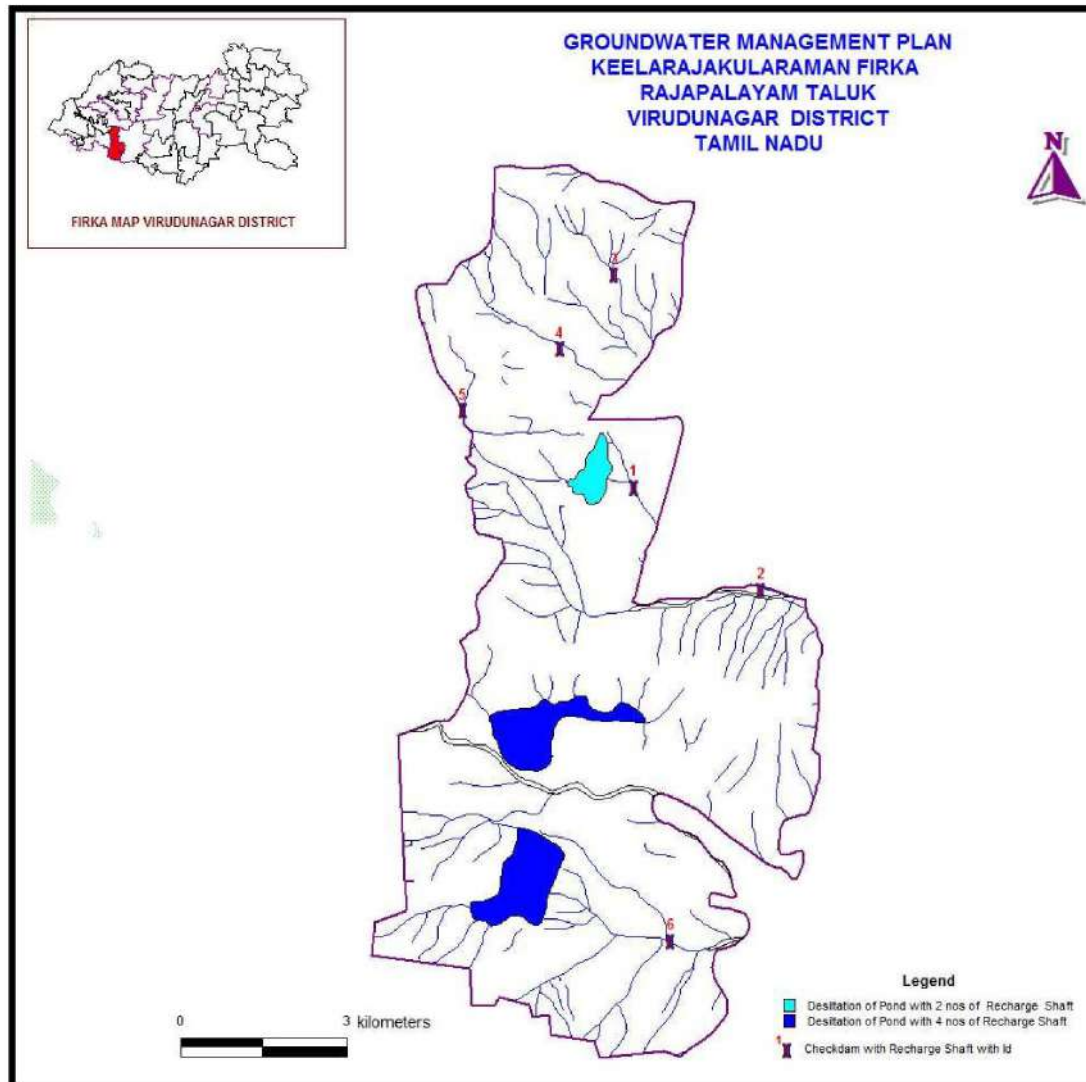 GROUNDWATER MANAGEMENT PLAN
KEELARAJAKULARAMAN FIRKA
RAJAPALAYAM TALUK
VIRUDUNAGAR DISTRICT
TAMIL NADU
FIRKA MAP VIRUDUNAGAR DISTRICT
N
3
4
5
1
2
6
0 3 kilometers
Legend
Desiltation of Pond with 2 nos of Recharge Shaft
Desiltation of Pond with 4 nos of Recharge Shaft
1 Checkdam with Recharge Shaft with Id